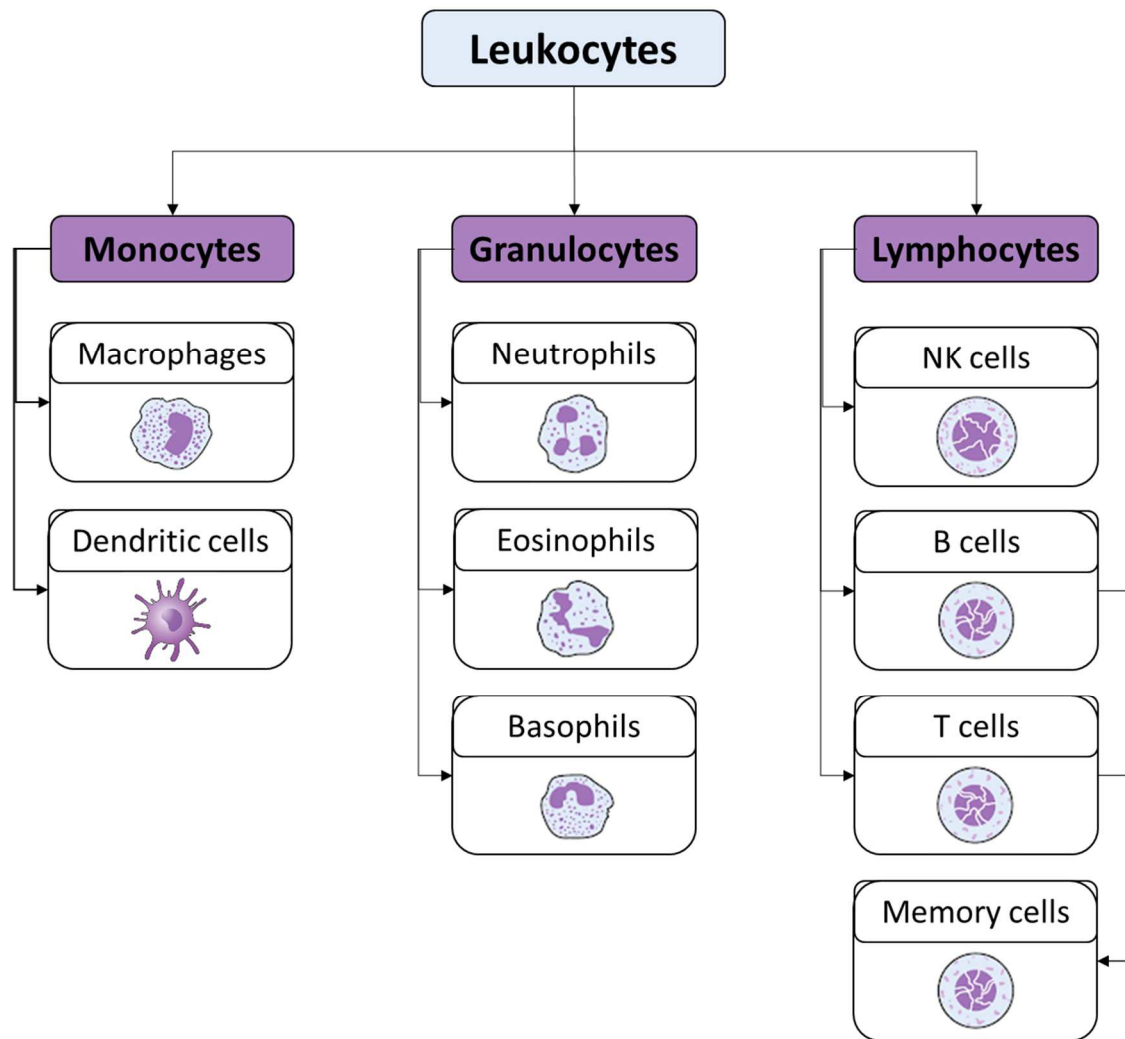 Leukocytes
Monocytes
Granulocytes
Lymphocytes
Macrophages
Neutrophils
NK cells
Dendritic cells
Eosinophils
B cells
Basophils
T cells
Memory cells